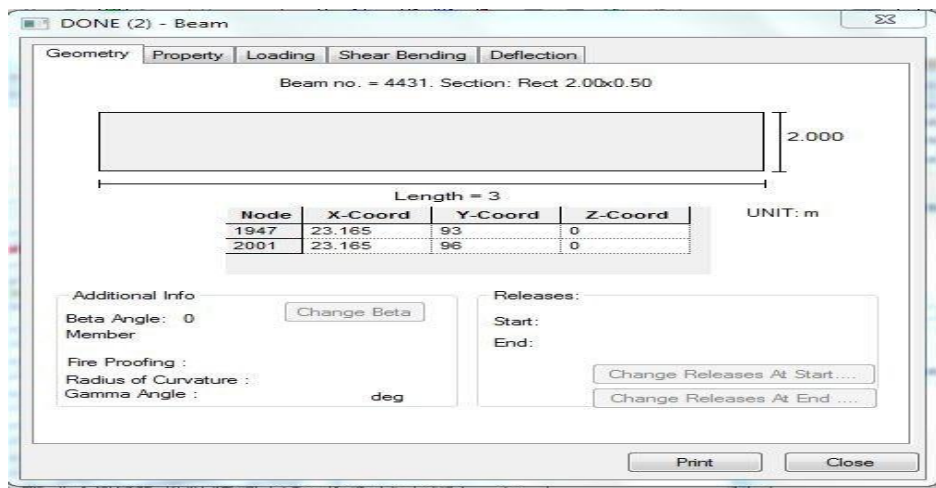 DONE (2) - Beam
Geometry Property Loading Shear Bending Deflection
Beam no. = 4431. Section: Rect 2.00x0.50
2.000
Length = 3
UNIT: m
Node X-Coord Y-Coord Z-Coord
1947 23.165 93 0
2001 23.165 96 0
Additional Info
Beta Angle: 0
Change Beta
Member
Fire Proofing :
Radius of Curvature :
Gamma Angle : deg
Releases:
Start:
End:
Change Releases At Start....
Change Releases At End ....
Print Close